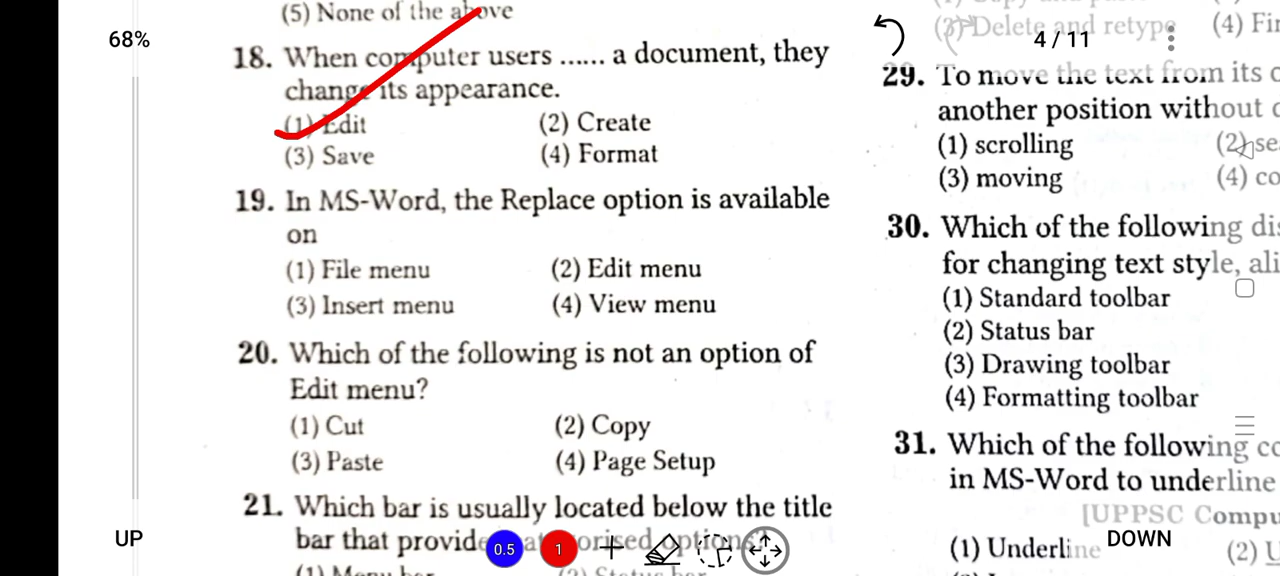 68%
(5) None of the above
18. When computer users ...... a document, they
change its appearance.
(1) Edit (2) Create
(3) Save (4) Format
19. In MS-Word, the Replace option is available
on
(1) File menu (2) Edit menu
(3) Insert menu (4) View menu
20. Which of the following is not an option of
Edit menu?
(1) Cut (2) Copy
(3) Paste (4) Page Setup
21. Which bar is usually located below the title
bar that
UP
0.5 1
(3) Delete and retype (4)
4 / 11
29. To move the text from its
another position without
(1) scrolling (2)
(3) moving (4)
30. Which of the following
for changing text style,
(1) Standard toolbar
(2) Status bar
(3) Drawing toolbar
(4) Formatting toolbar
31. Which of the following
in MS-Word to underline
[UPPSC
(1) Underline (2)
DOWN